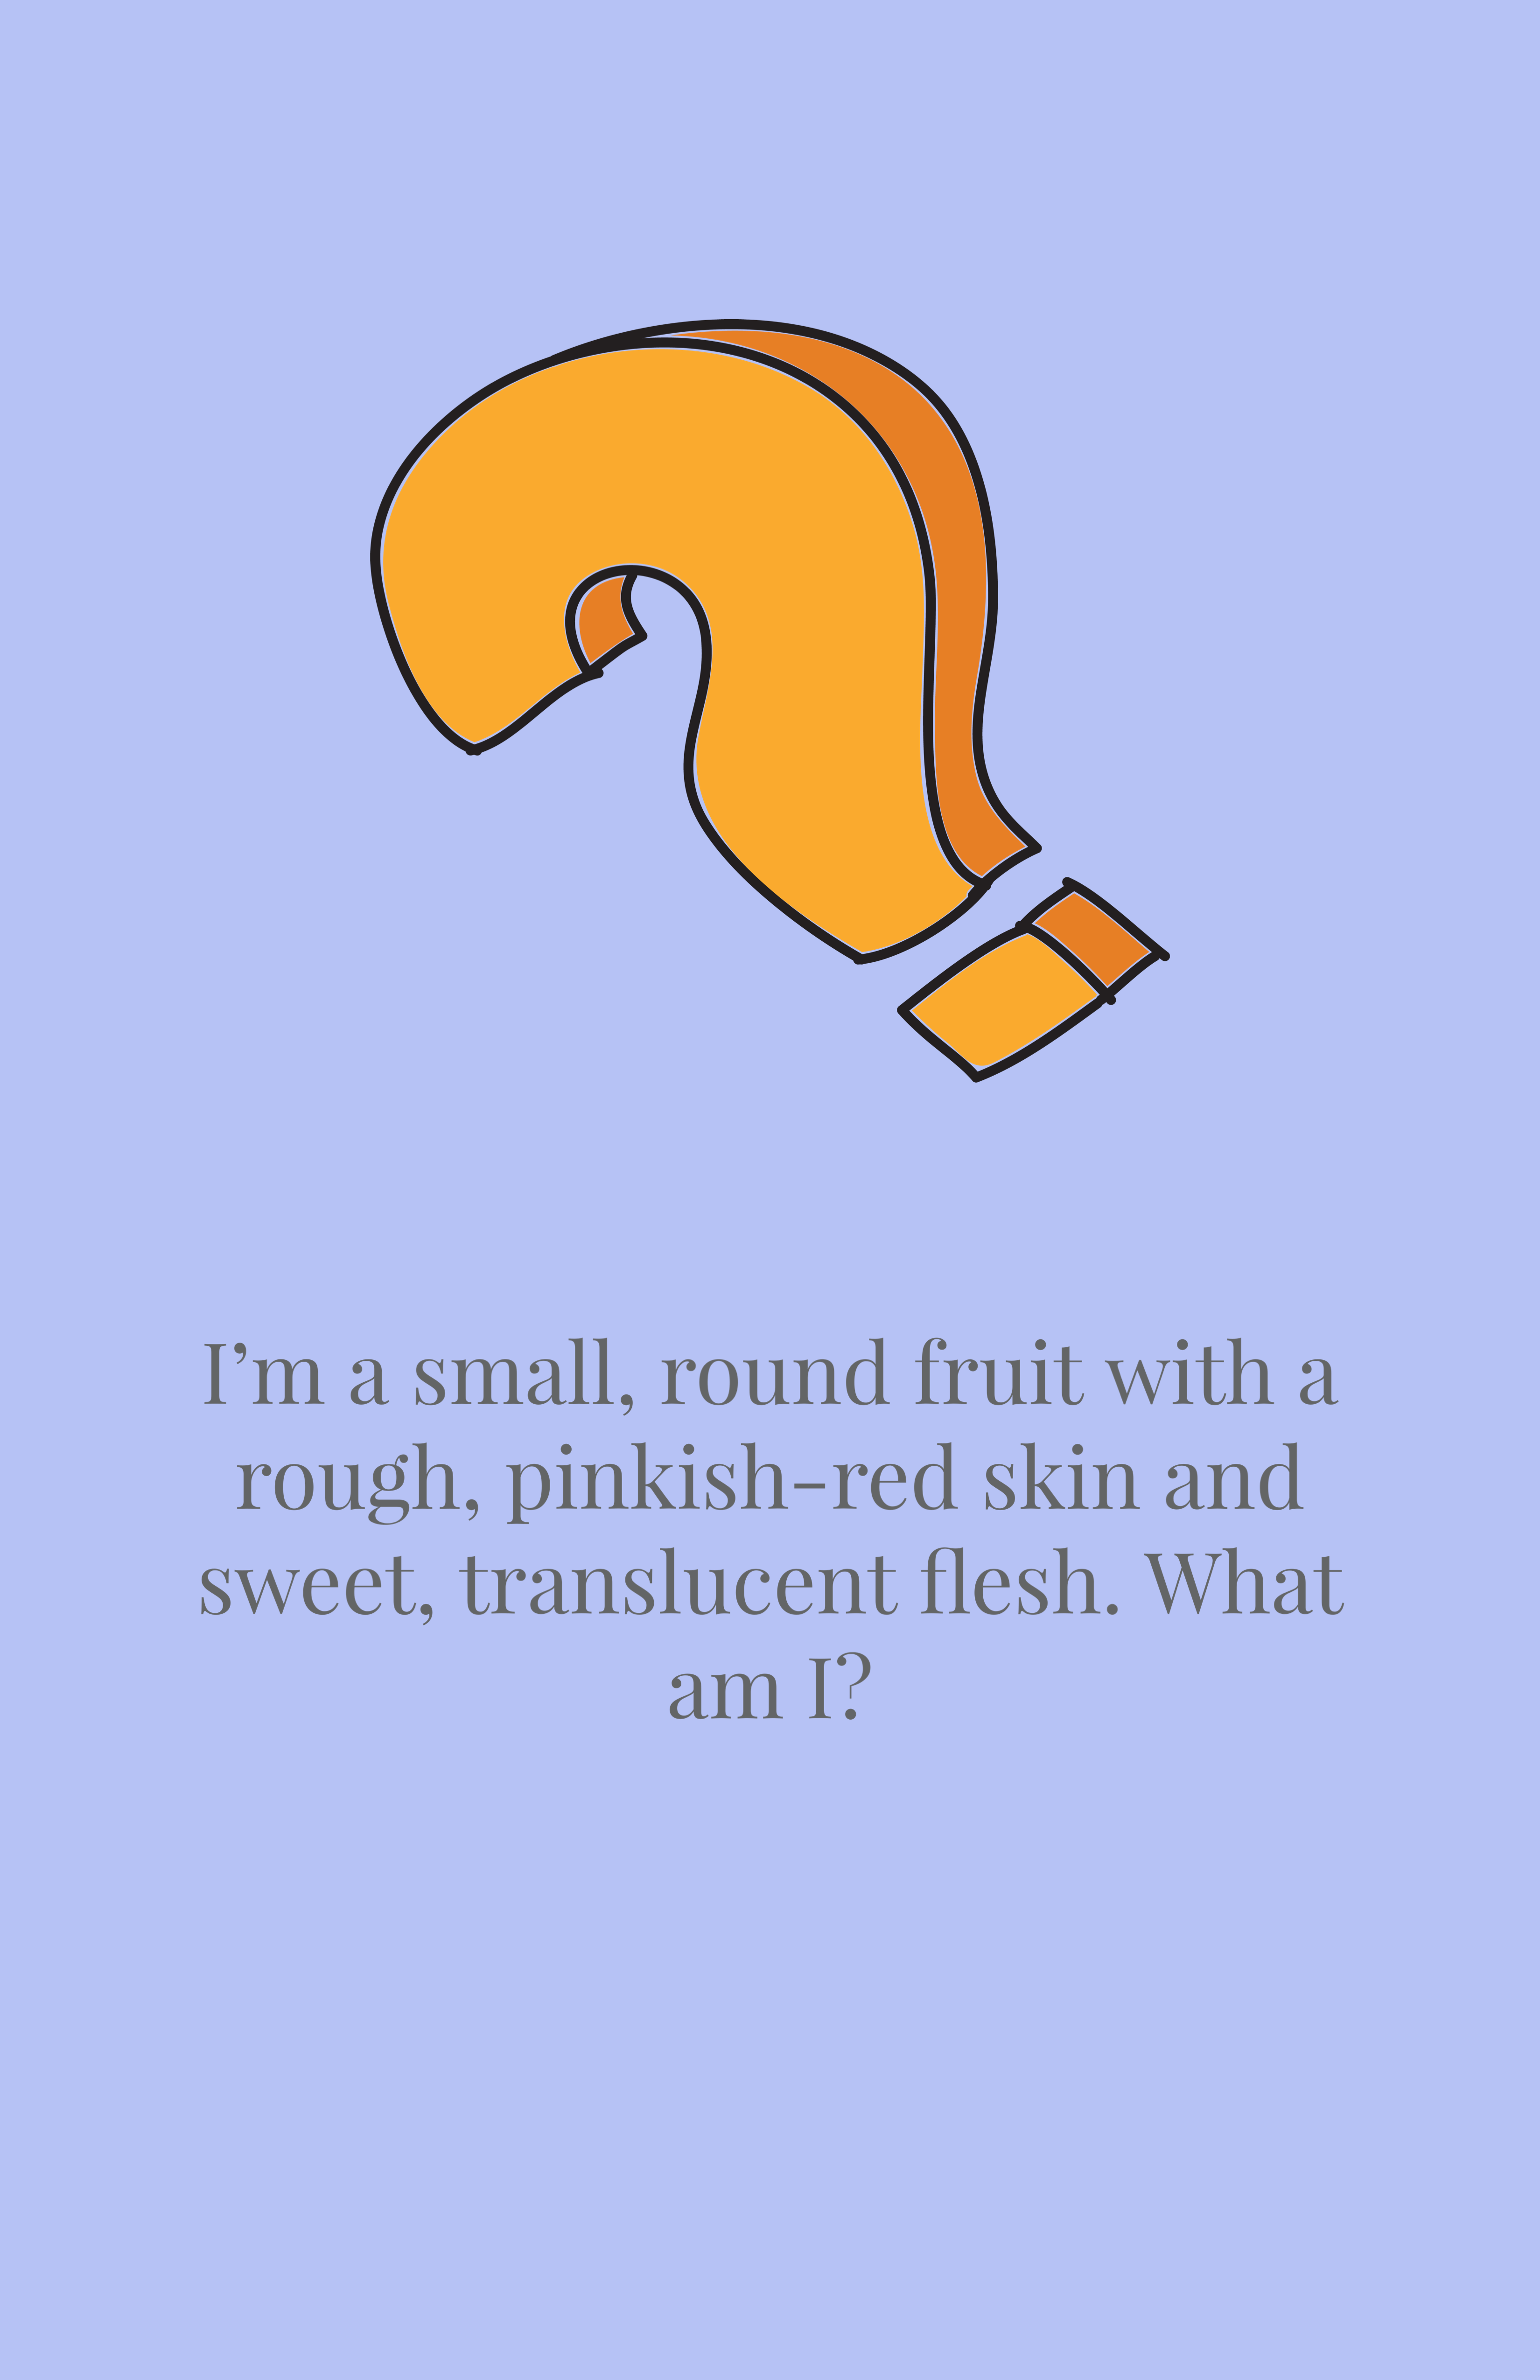 I’m a small, round fruit with a
rough, pinkish-red skin and
sweet, translucent flesh. What
am I?